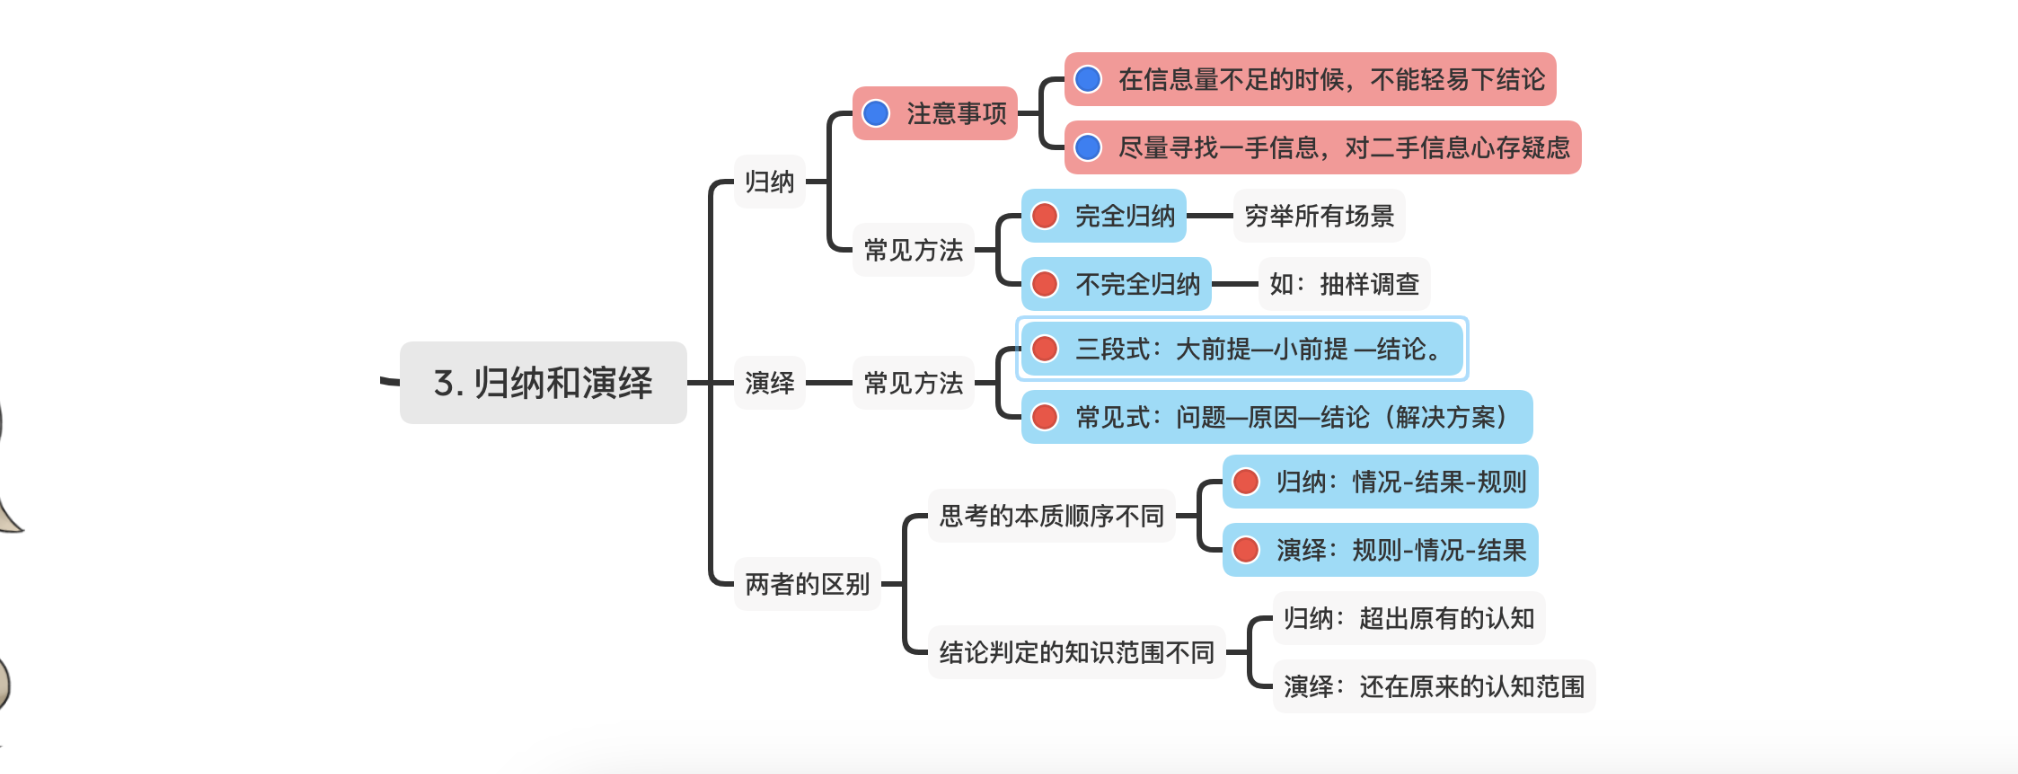 3. 归纳和演绎
归纳
注意事项
在信息量不足的时候，不能轻易下结论
尽量寻找一手信息，对二手信息心存疑虑
常见方法
完全归纳
穷举所有场景
不完全归纳
如：抽样调查
演绎
常见方法
三段式：大前提—小前提 —结论。
常见式：问题—原因—结论（解决方案）
两者的区别
思考的本质顺序不同
归纳：情况-结果-规则
演绎：规则-情况-结果
结论判定的知识范围不同
归纳：超出原有的认知
演绎：还在原来的认知范围